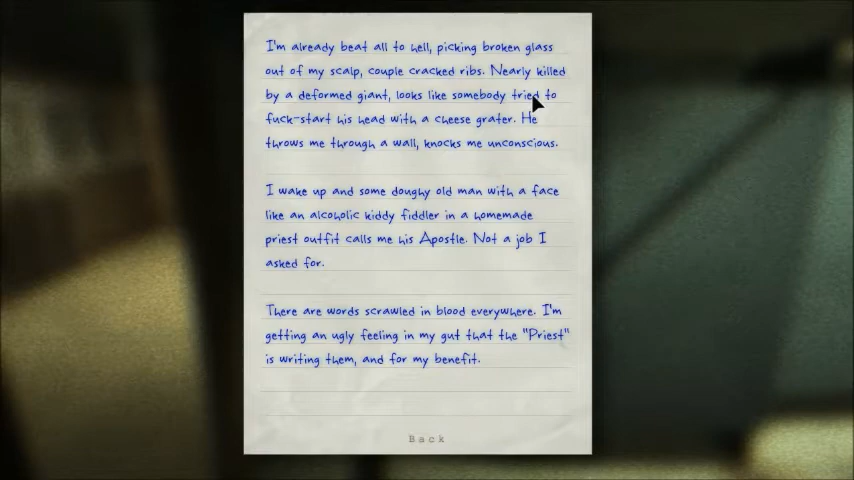 I'm already beat all to hell, picking broken glass
out of my scalp, couple cracked ribs. Nearly killed
by a deformed giant, looks like somebody tried to
fuck-start his head with a cheese grater. He
throws me through a wall, knocks me unconscious.
I wake up and some doughy old man with a face
like an alcoholic kiddy fiddler in a homemade
priest outfit calls me his Apostle. Not a job I
asked for.
There are words scrawled in blood everywhere. I'm
getting an ugly feeling in my gut that the "Priest"
is writing them, and for my benefit.
Back